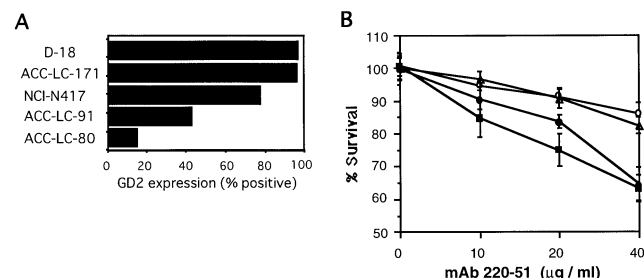 A
D-18
ACC-LC-171
NCI-N417
ACC-LC-91
ACC-LC-80
0 20 40 60 80 100
GD2 expression (% positive)
B
110
100
90
80
70
60
50
% Survival
0 10 20 40
mAb 220-51 (µg / ml)